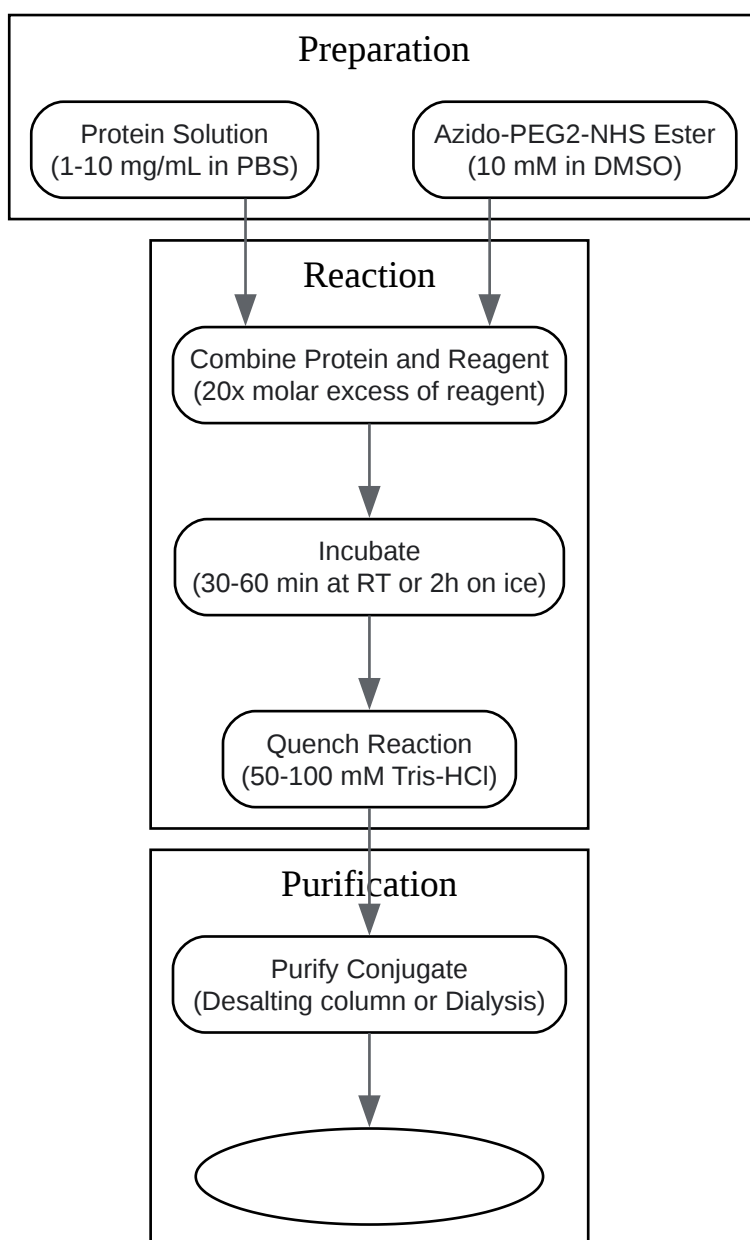 Preparation
Protein Solution
(1-10 mg/mL in PBS)
Azido-PEG2-NHS Ester
(10 mM in DMSO)
Reaction
Combine Protein and Reagent
(20x molar excess of reagent)
Incubate
(30-60 min at RT or 2h on ice)
Quench Reaction
(50-100 mM Tris-HCl)
Purification
Purify Conjugate
(Desalting column or Dialysis)